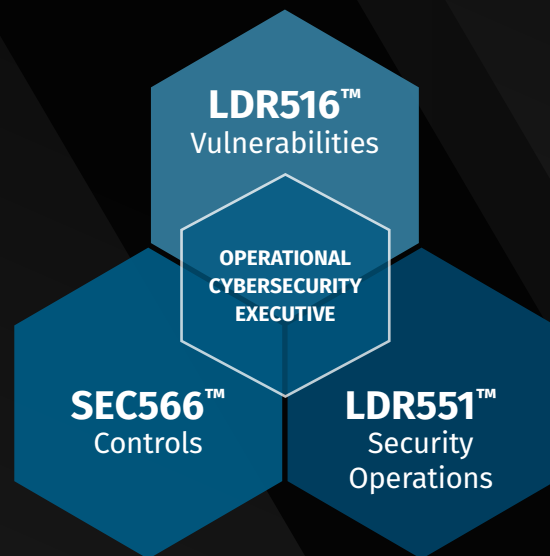 LDR516™
Vulnerabilities
OPERATIONAL
CYBERSECURITY
EXECUTIVE
SEC566™
Controls
LDR551™
Security
Operations